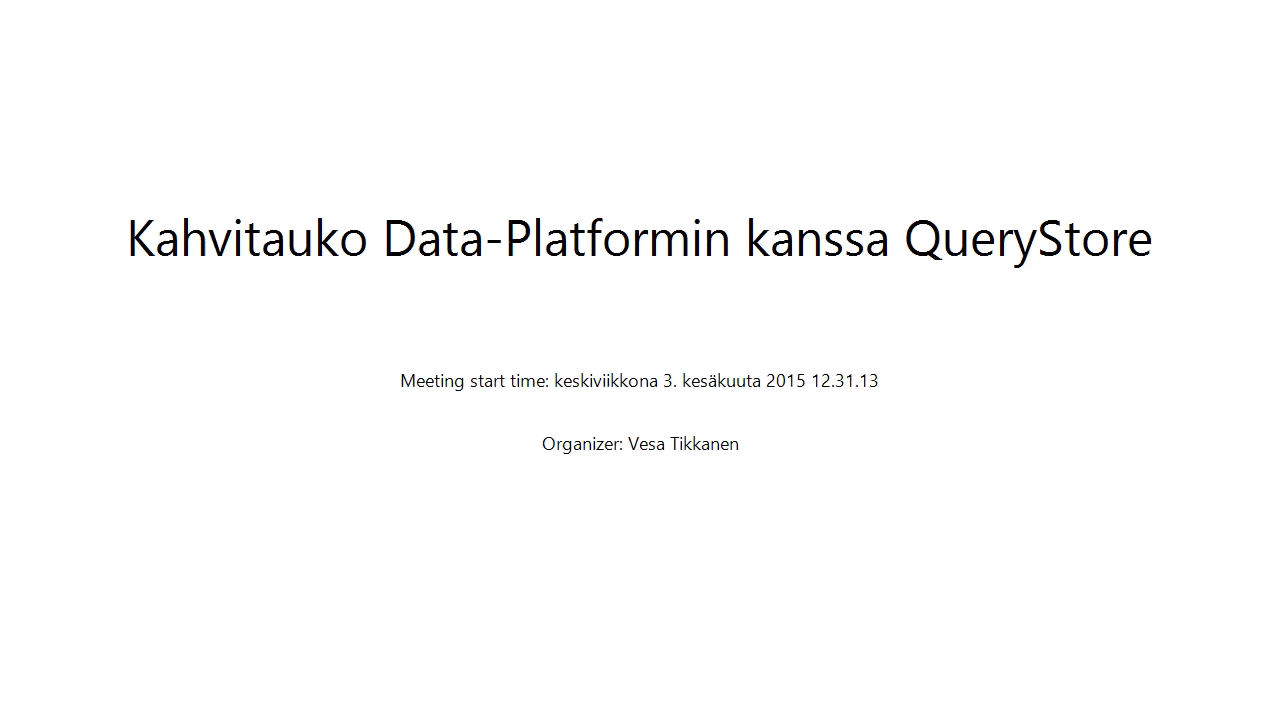 Kahvitauko Data-Platformin kanssa QueryStore
Meeting start time: keskiviikkona 3. kesäkuuta 2015 12.31.13
Organizer: Vesa Tikkanen